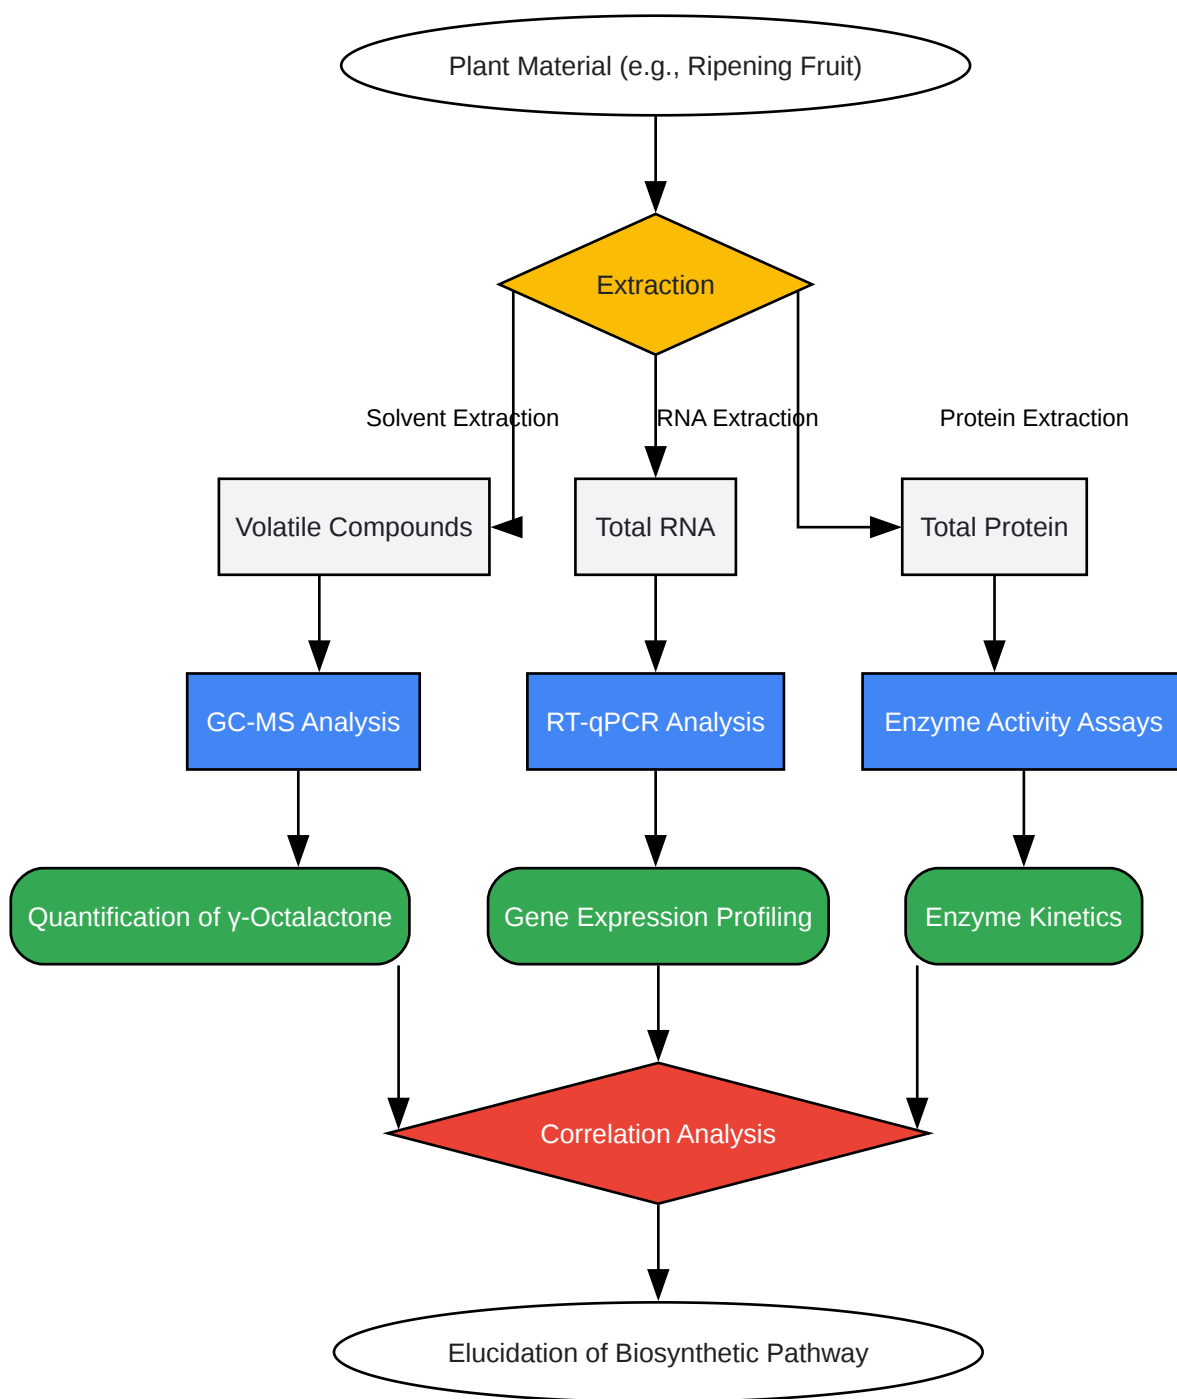 Plant Material (e.g., Ripening Fruit)
Extraction
Solvent Extraction
RNA Extraction
Protein Extraction
Volatile Compounds
Total RNA
Total Protein
GC-MS Analysis
RT-qPCR Analysis
Enzyme Activity Assays
Quantification of γ-Octalactone
Gene Expression Profiling
Enzyme Kinetics
Correlation Analysis
Elucidation of Biosynthetic Pathway